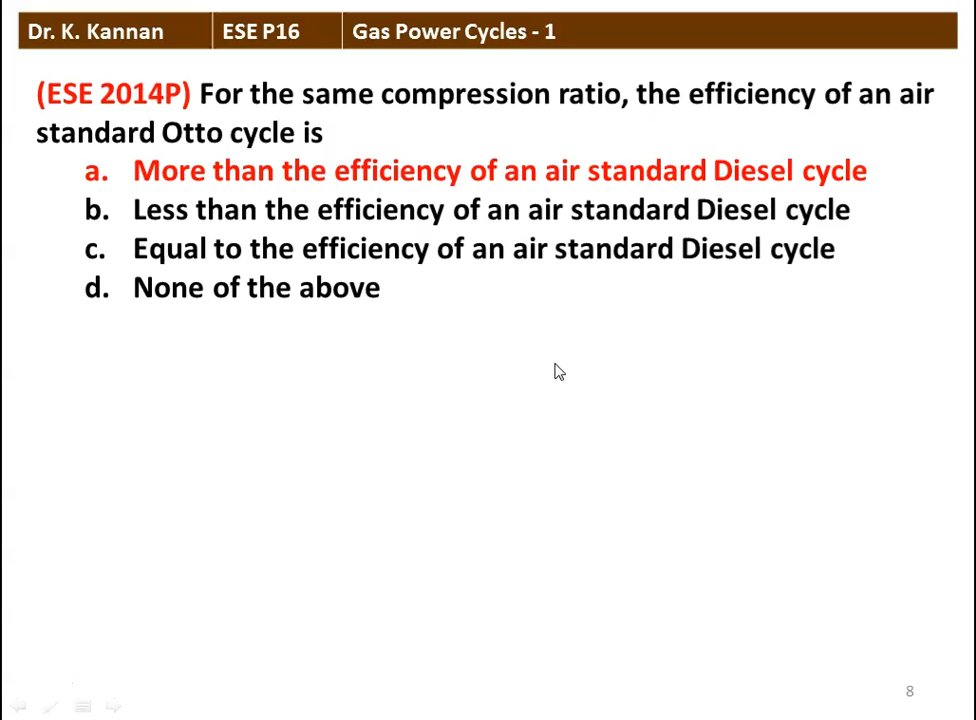 Dr. K. Kannan ESE P16 Gas Power Cycles - 1
(ESE 2014P) For the same compression ratio, the efficiency of an air
standard Otto cycle is
a. More than the efficiency of an air standard Diesel cycle
b. Less than the efficiency of an air standard Diesel cycle
c. Equal to the efficiency of an air standard Diesel cycle
d. None of the above
8